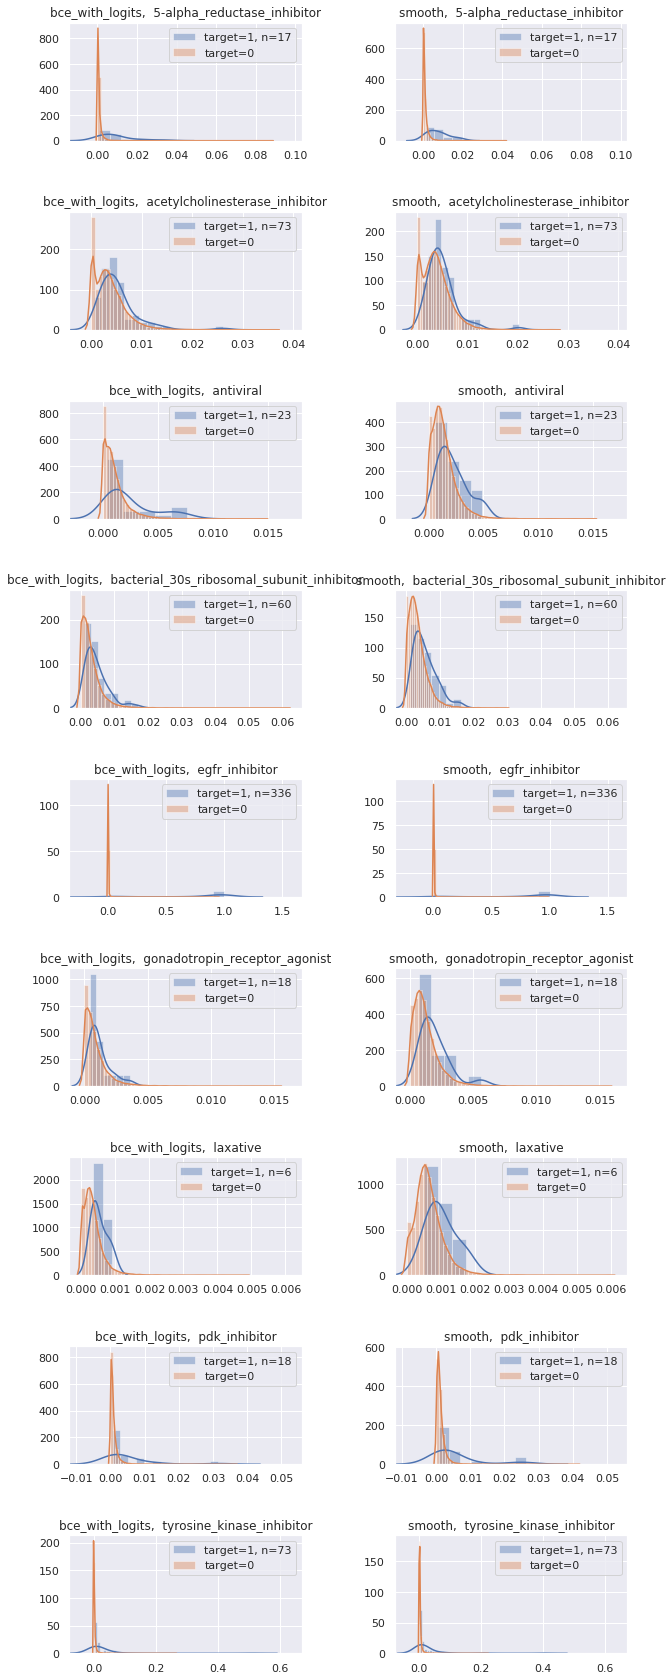 bce_with_logits,  5-alpha_reductase_inhibitor
800
600
400
200
0
target=1, n=17
target=0
0.00 0.02 0.04 0.06 0.08 0.10
smooth,  5-alpha_reductase_inhibitor
600
400
200
0
target=1, n=17
target=0
0.00 0.02 0.04 0.06 0.08 0.10
bce_with_logits,  acetylcholinesterase_inhibitor
200
100
0
target=1, n=73
target=0
0.00 0.01 0.02 0.03 0.04
smooth,  acetylcholinesterase_inhibitor
200
150
100
50
0
target=1, n=73
target=0
0.00 0.01 0.02 0.03 0.04
bce_with_logits,  antiviral
800
600
400
200
0
target=1, n=23
target=0
0.000 0.005 0.010 0.015
smooth,  antiviral
400
300
200
100
0
target=1, n=23
target=0
0.000 0.005 0.010 0.015
bce_with_logits,  bacterial_30s_ribosomal_subunit_inhibitor
200
100
0
target=1, n=60
target=0
0.00 0.01 0.02 0.03 0.04 0.05 0.06
smooth,  bacterial_30s_ribosomal_subunit_inhibitor
150
100
50
0
target=1, n=60
target=0
0.00 0.01 0.02 0.03 0.04 0.05 0.06
bce_with_logits,  egfr_inhibitor
100
50
0
target=1, n=336
target=0
0.0 0.5 1.0 1.5
smooth,  egfr_inhibitor
100
75
50
25
0
target=1, n=336
target=0
0.0 0.5 1.0 1.5
bce_with_logits,  gonadotropin_receptor_agonist
1000
750
500
250
0
target=1, n=18
target=0
0.000 0.005 0.010 0.015
smooth,  gonadotropin_receptor_agonist
600
400
200
0
target=1, n=18
target=0
0.000 0.005 0.010 0.015
bce_with_logits,  laxative
2000
1500
1000
500
0
target=1, n=6
target=0
0.000 0.001 0.002 0.003 0.004 0.005 0.006
smooth,  laxative
1000
500
0
target=1, n=6
target=0
0.000 0.001 0.002 0.003 0.004 0.005 0.006
bce_with_logits,  pdk_inhibitor
800
600
400
200
0
target=1, n=18
target=0
−0.01 0.00 0.01 0.02 0.03 0.04 0.05
smooth,  pdk_inhibitor
600
400
200
0
target=1, n=18
target=0
−0.01 0.00 0.01 0.02 0.03 0.04 0.05
bce_with_logits,  tyrosine_kinase_inhibitor
200
150
100
50
0
target=1, n=73
target=0
0.0 0.2 0.4 0.6
smooth,  tyrosine_kinase_inhibitor
150
100
50
0
target=1, n=73
target=0
0.0 0.2 0.4 0.6